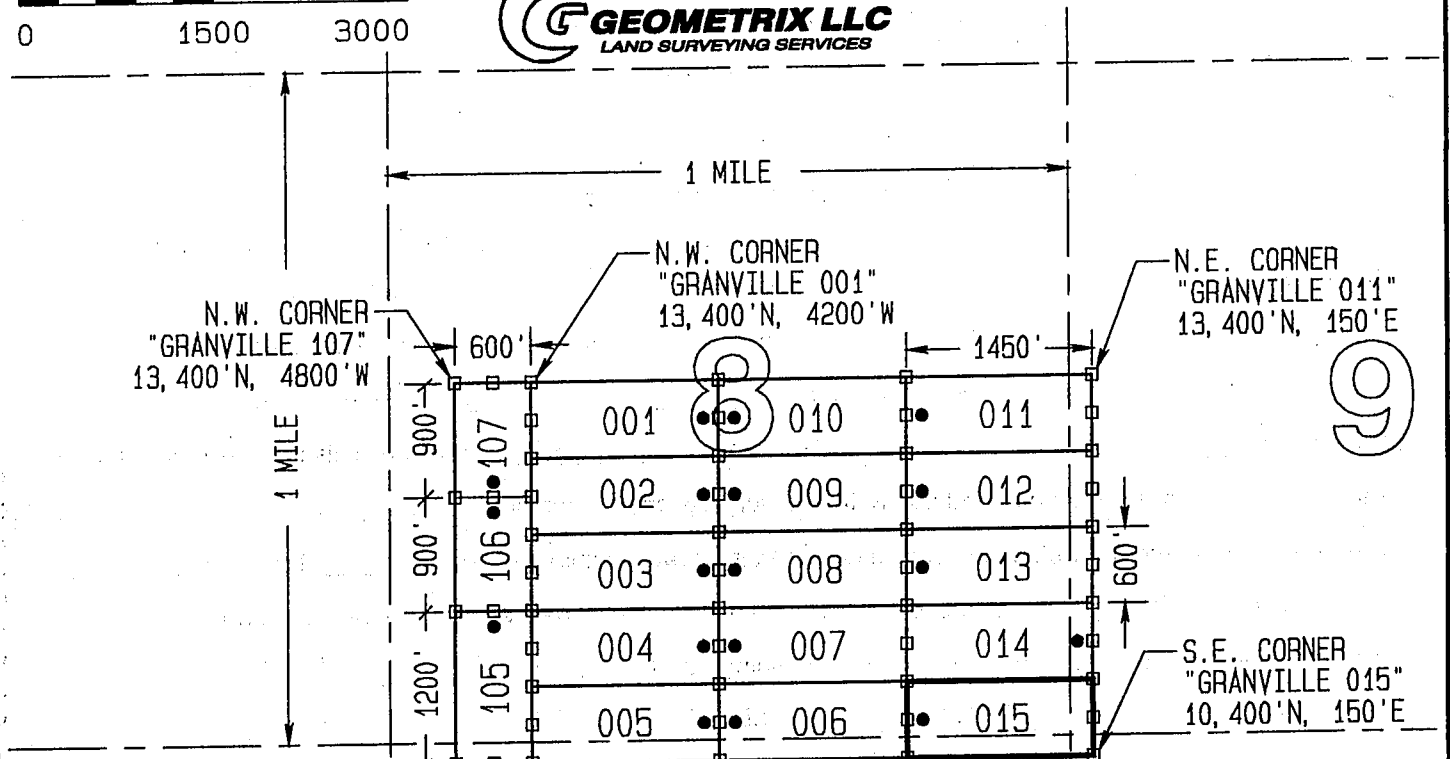 0 1500 3000
G GEOMETRIX LLC
LAND SURVEYING SERVICES
1 MILE
N.W. CORNER
"GRANVILLE 001"
13,400'N, 4200'W
N.E. CORNER
"GRANVILLE 011"
13,400'N, 150'E
N.W. CORNER
"GRANVILLE 107"
13,400'N, 4800'W
600'
1450'
8
9
1 MILE
900'
107
001
010
011
002
009
012
900'
106
003
008
013
600'
004
007
014
1200'
105
005
006
015
S.E. CORNER
"GRANVILLE 015"
10,400'N, 150'E